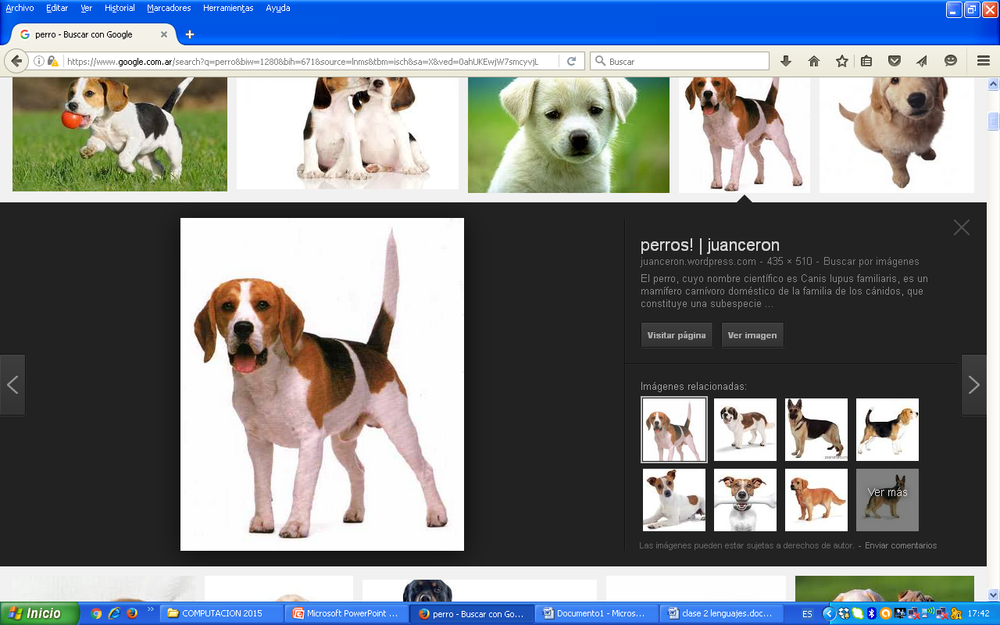 Archivo Editar Ver Historial Marcadores Herramientas Ayuda
perro - Buscar con Google
https://www.google.com.ar/search?q=perro&biw=1280&bih=671&source=lnms&tbm=isch&sa=X&ved=0ahUKEwjW7smcyvjL
Buscar
perros! | juanceron
juanceron.wordpress.com - 435 × 510 - Buscar por imágenes
El perro, cuyo nombre científico es Canis lupus familiaris, es un
mamífero carnívoro doméstico de la familia de los cánidos, que
constituye una subespecie ...
Visitar página Ver imagen
Imágenes relacionadas:
Ver más
Las imágenes pueden estar sujetas a derechos de autor. - Enviar comentarios
Inicio
COMPUTACION 2015
Microsoft PowerPoint ...
perro - Buscar con Go...
Documento1 - Micros...
clase 2 lenguajes.doc...
ES
17:42